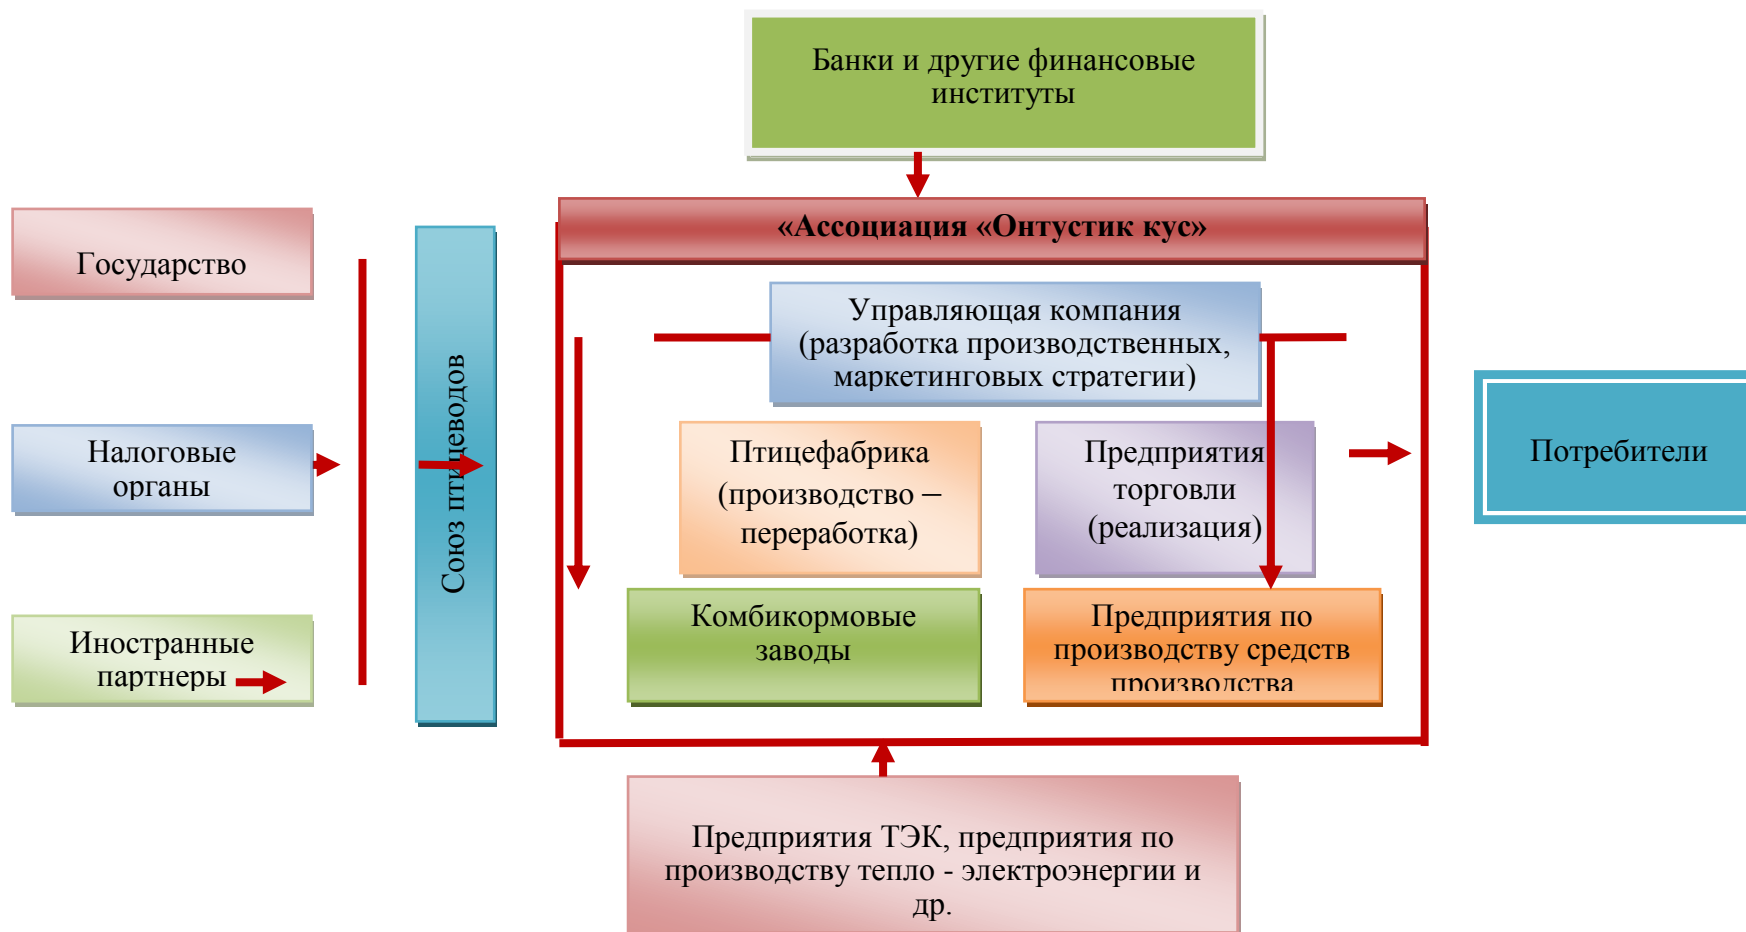 Банки и другие финансовые
институты
«Ассоциация «Онтустик кус»
Государство
Налоговые
органы
Иностранные
партнеры
Союз птицеводов
Управляющая компания
(разработка производственных,
маркетинговых стратегии)
Птицефабрика
(производство –
переработка)
Предприятия
торговли
(реализация)
Комбикормовые
заводы
Предприятия по
производству средств
производства
Потребители
Предприятия ТЭК, предприятия по
производству тепло - электроэнергии и
др.